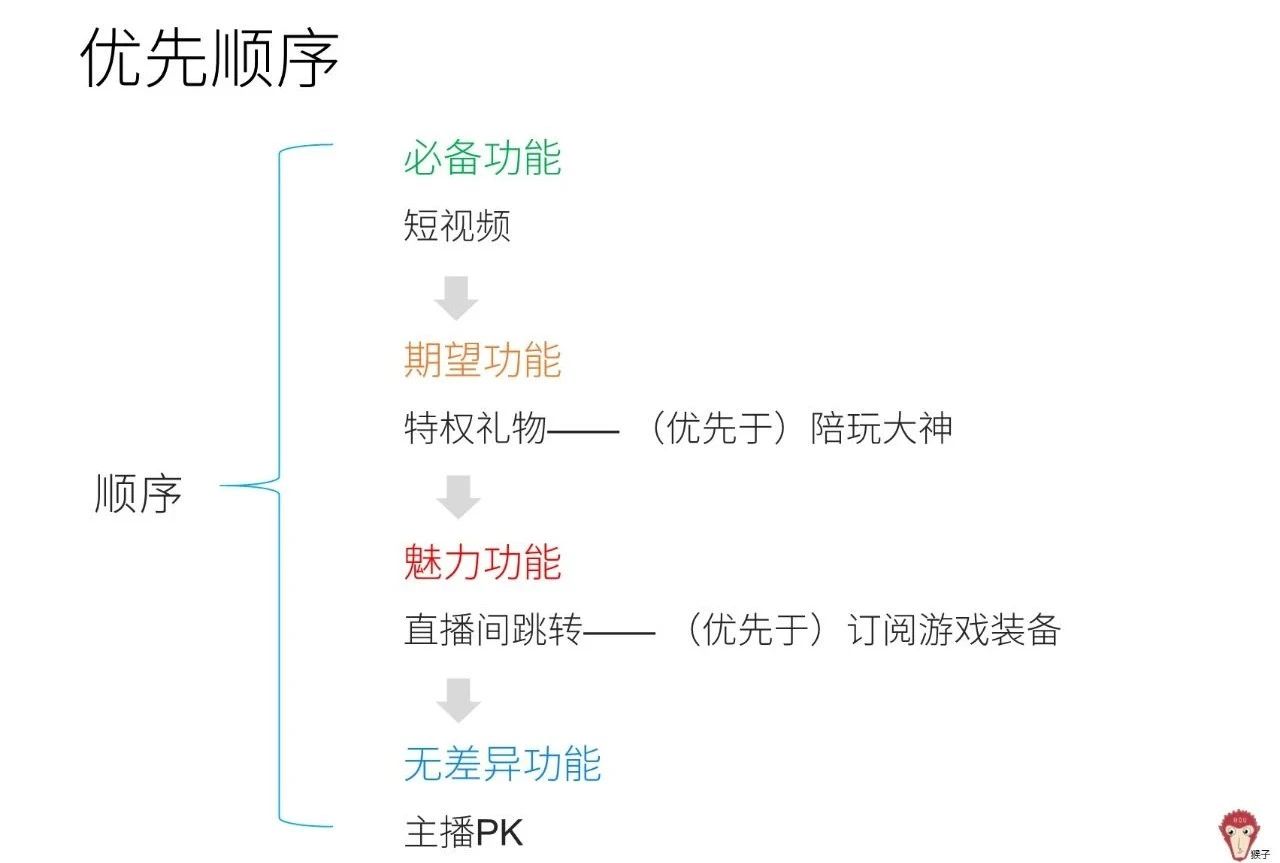 优先顺序
必备功能
短视频
期望功能
特权礼物——（优先于）陪玩大神
顺序
魅力功能
直播间跳转——（优先于）订阅游戏装备
无差异功能
主播PK
猴子